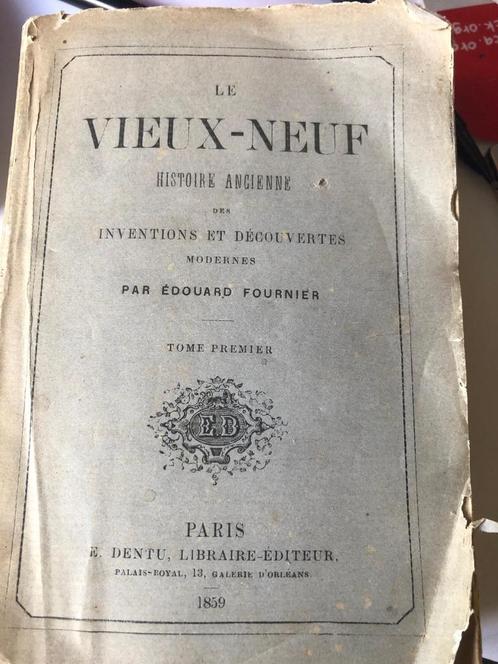 LE
VIEUX-NEUF
HISTOIRE ANCIENNE
DES
INVENTIONS ET DÉCOUVERTES
MODERNES
PAR ÉDOUARD FOURNIER
TOME PREMIER
PARIS
E. DENTU, LIBRAIRE-ÉDITEUR,
PALAIS-ROYAL, 13, GALERIE D'ORLÉANS.
1859